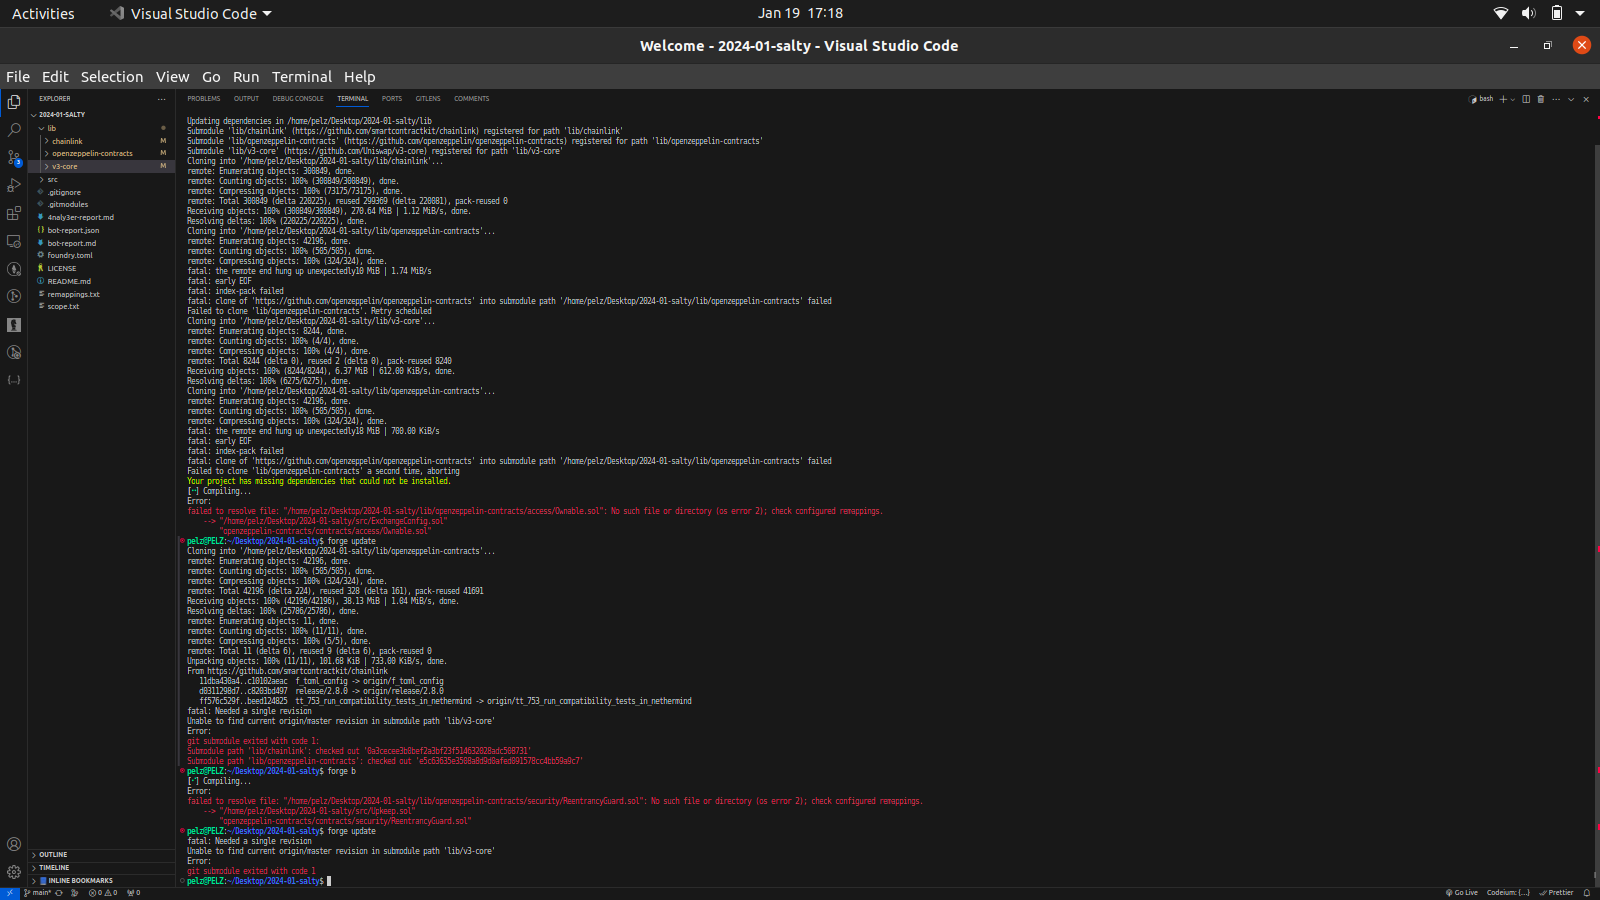 Activities
Visual Studio Code
Jan 19 17:18
Welcome - 2024-01-salty - Visual Studio Code
File Edit Selection View Go Run Terminal Help
EXPLORER
2024-01-SALTY
lib
chainlink M
openzeppelin-contracts M
v3-core M
src
.gitignore
.gitmodules
4naly3er-report.md
bot-report.json
bot-report.md
foundry.toml
LICENSE
README.md
remappings.txt
scope.txt
OUTLINE
TIMELINE
INLINE BOOKMARKS
PROBLEMS OUTPUT DEBUG CONSOLE TERMINAL PORTS GITLENS COMMENTS
bash
Updating dependencies in /home/pelz/Desktop/2024-01-salty/lib
Submodule 'lib/chainlink' (https://github.com/smartcontractkit/chainlink) registered for path 'lib/chainlink'
Submodule 'lib/openzeppelin-contracts' (https://github.com/openzeppelin/openzeppelin-contracts) registered for path 'lib/openzeppelin-contracts'
Submodule 'lib/v3-core' (https://github.com/Uniswap/v3-core) registered for path 'lib/v3-core'
Cloning into '/home/pelz/Desktop/2024-01-salty/lib/chainlink'...
remote: Enumerating objects: 300849, done.
remote: Counting objects: 100% (300849/300849), done.
remote: Compressing objects: 100% (73175/73175), done.
remote: Total 300849 (delta 220225), reused 299369 (delta 220081), pack-reused 0
Receiving objects: 100% (300849/300849), 270.64 MiB | 1.12 MiB/s, done.
Resolving deltas: 100% (220225/220225), done.
Cloning into '/home/pelz/Desktop/2024-01-salty/lib/openzeppelin-contracts'...
remote: Enumerating objects: 42196, done.
remote: Counting objects: 100% (505/505), done.
remote: Compressing objects: 100% (324/324), done.
fatal: the remote end hung up unexpectedly10 MiB | 1.74 MiB/s
fatal: early EOF
fatal: index-pack failed
fatal: clone of 'https://github.com/openzeppelin/openzeppelin-contracts' into submodule path '/home/pelz/Desktop/2024-01-salty/lib/openzeppelin-contracts' failed
Failed to clone 'lib/openzeppelin-contracts'. Retry scheduled
Cloning into '/home/pelz/Desktop/2024-01-salty/lib/v3-core'...
remote: Enumerating objects: 8244, done.
remote: Counting objects: 100% (4/4), done.
remote: Compressing objects: 100% (4/4), done.
remote: Total 8244 (delta 0), reused 2 (delta 0), pack-reused 8240
Receiving objects: 100% (8244/8244), 6.37 MiB | 612.00 KiB/s, done.
Resolving deltas: 100% (6275/6275), done.
Cloning into '/home/pelz/Desktop/2024-01-salty/lib/openzeppelin-contracts'...
remote: Enumerating objects: 42196, done.
remote: Counting objects: 100% (505/505), done.
remote: Compressing objects: 100% (324/324), done.
fatal: the remote end hung up unexpectedly18 MiB | 700.00 KiB/s
fatal: early EOF
fatal: index-pack failed
fatal: clone of 'https://github.com/openzeppelin/openzeppelin-contracts' into submodule path '/home/pelz/Desktop/2024-01-salty/lib/openzeppelin-contracts' failed
Failed to clone 'lib/openzeppelin-contracts' a second time, aborting
Your project has missing dependencies that could not be installed.
[⠒] Compiling...
Error:
failed to resolve file: "/home/pelz/Desktop/2024-01-salty/lib/openzeppelin-contracts/access/Ownable.sol": No such file or directory (os error 2); check configured remappings.
--> "/home/pelz/Desktop/2024-01-salty/src/ExchangeConfig.sol"
"openzeppelin-contracts/contracts/access/Ownable.sol"
pelz@PELZ:~/Desktop/2024-01-salty$ forge update
Cloning into '/home/pelz/Desktop/2024-01-salty/lib/openzeppelin-contracts'...
remote: Enumerating objects: 42196, done.
remote: Counting objects: 100% (505/505), done.
remote: Compressing objects: 100% (324/324), done.
remote: Total 42196 (delta 224), reused 328 (delta 161), pack-reused 41691
Receiving objects: 100% (42196/42196), 38.13 MiB | 1.04 MiB/s, done.
Resolving deltas: 100% (25786/25786), done.
remote: Enumerating objects: 11, done.
remote: Counting objects: 100% (11/11), done.
remote: Compressing objects: 100% (5/5), done.
remote: Total 11 (delta 6), reused 9 (delta 6), pack-reused 0
Unpacking objects: 100% (11/11), 101.68 KiB | 733.00 KiB/s, done.
From https://github.com/smartcontractkit/chainlink
11dba430a4..c10102aeac f_toml_config -> origin/f_toml_config
d0311298d7..c8203bd497 release/2.8.0 -> origin/release/2.8.0
ff576c529f..beed124825 tt_753_run_compatibility_tests_in_nethermind -> origin/tt_753_run_compatibility_tests_in_nethermind
fatal: Needed a single revision
Unable to find current origin/master revision in submodule path 'lib/v3-core'
Error:
git submodule exited with code 1:
Submodule path 'lib/chainlink': checked out '0a3cecee3b0bef2a3bf23f514632028adc508731'
Submodule path 'lib/openzeppelin-contracts': checked out 'e5c63635e3508a8d9d0afed091578cc4bb59a9c7'
pelz@PELZ:~/Desktop/2024-01-salty$ forge b
[⠊] Compiling...
Error:
failed to resolve file: "/home/pelz/Desktop/2024-01-salty/lib/openzeppelin-contracts/security/ReentrancyGuard.sol": No such file or directory (os error 2); check configured remappings.
--> "/home/pelz/Desktop/2024-01-salty/src/Upkeep.sol"
"openzeppelin-contracts/contracts/security/ReentrancyGuard.sol"
pelz@PELZ:~/Desktop/2024-01-salty$ forge update
fatal: Needed a single revision
Unable to find current origin/master revision in submodule path 'lib/v3-core'
Error:
git submodule exited with code 1
pelz@PELZ:~/Desktop/2024-01-salty$
main* 0 0 0 Go Live Codeium: {...} Prettier